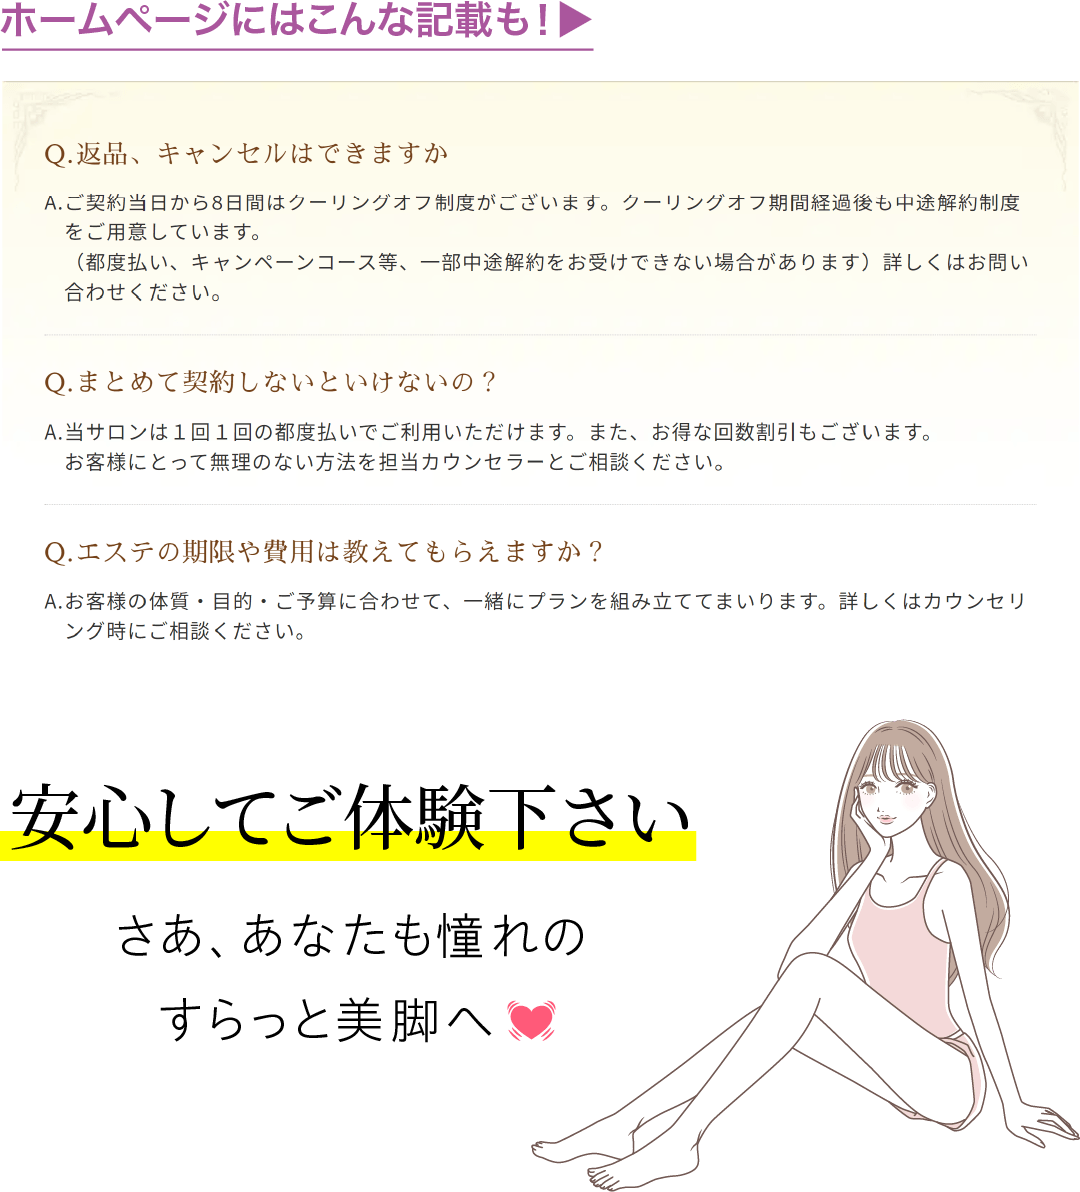 ホームページにはこんな記載も！▶
Q.返品、キャンセルはできますか
A.ご契約当日から8日間はクーリングオフ制度がございます。クーリングオフ期間経過後も中途解約制度
をご用意しています。
（都度払い、キャンペーンコース等、一部中途解約をお受けできない場合があります）詳しくはお問い
合わせください。
Q.まとめて契約しないといけないの？
A.当サロンは１回１回の都度払いでご利用いただけます。また、お得な回数割引もございます。
お客様にとって無理のない方法を担当カウンセラーとご相談ください。
Q.エステの期限や費用は教えてもらえますか？
A.お客様の体質・目的・ご予算に合わせて、一緒にプランを組み立ててまいります。詳しくはカウンセリ
ング時にご相談ください。
安心してご体験下さい
さあ、あなたも憧れの
すらっと美脚へ